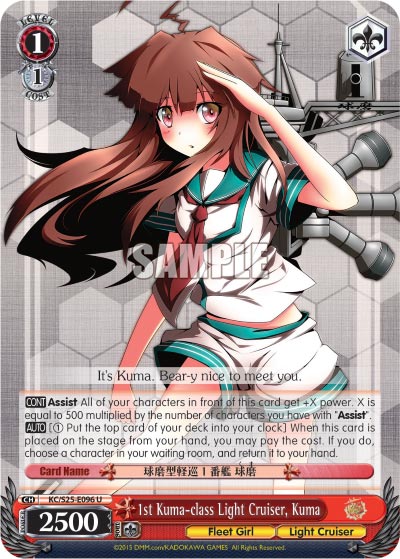 LEVEL
1
1
COST
球磨
SAMPLE
It's Kuma. Bear-y nice to meet you.
CONT Assist All of your characters in front of this card get +X power. X is
equal to 500 multiplied by the number of characters you have with "Assist".
AUTO [① Put the top card of your deck into your clock] When this card is
placed on the stage from your hand, you may pay the cost. If you do,
choose a character in your waiting room, and return it to your hand.
Card Name 球磨型軽巡1番艦 球磨
CH KC/S25-E096 U
POWER 2500 SOUL 1st Kuma-class Light Cruiser, Kuma
Fleet Girl Light Cruiser
©2013 DMM.com/KADOKAWA GAMES All Rights Reserved.